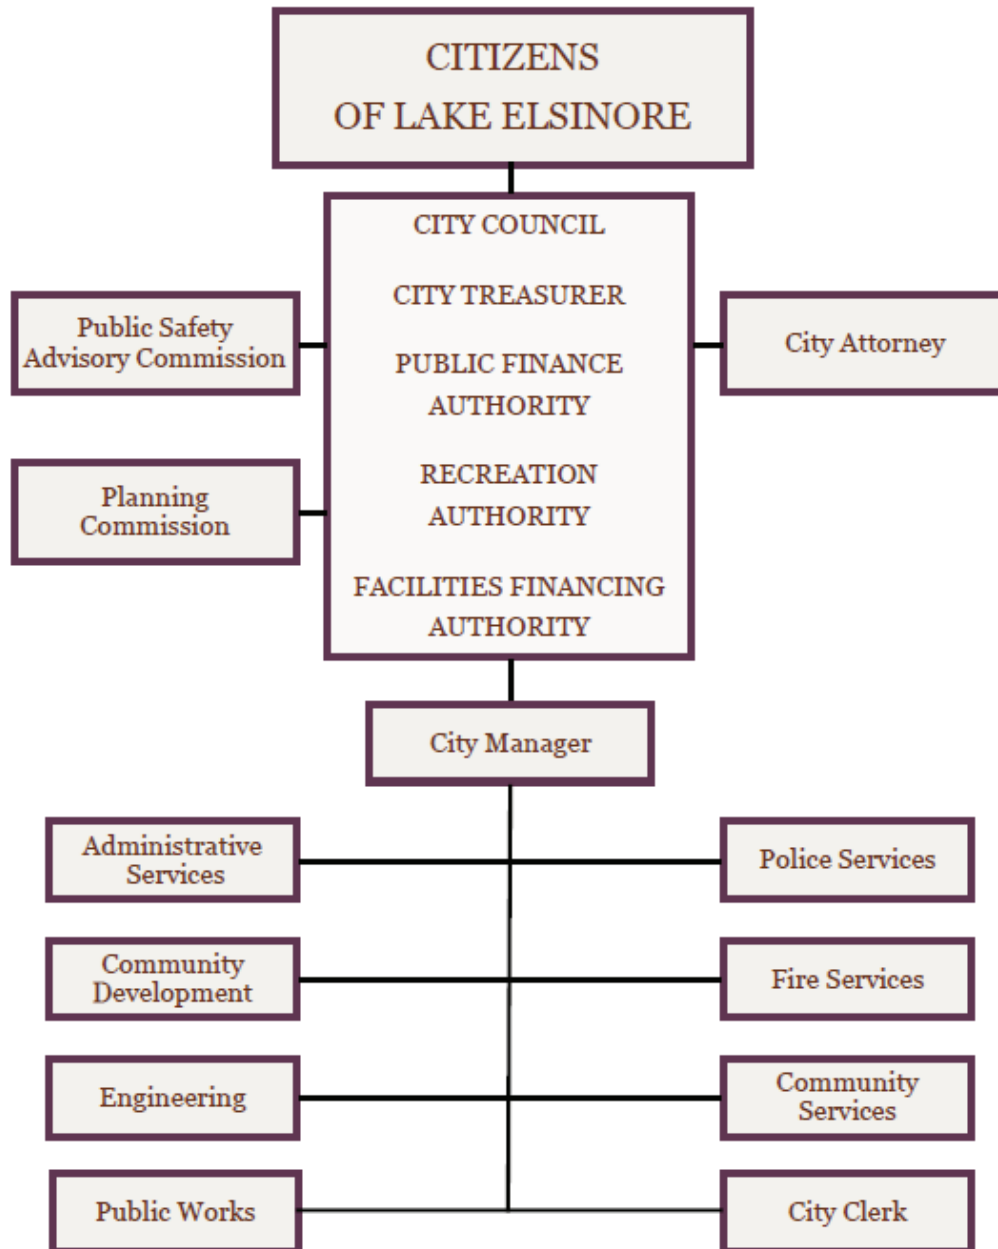 CITIZENS
OF LAKE ELSINORE
CITY COUNCIL
CITY TREASURER
PUBLIC FINANCE
AUTHORITY
RECREATION
AUTHORITY
FACILITIES FINANCING
AUTHORITY
Public Safety
Advisory Commission
Planning
Commission
City Attorney
City Manager
Administrative
Services
Police Services
Community
Development
Fire Services
Engineering
Community
Services
Public Works
City Clerk